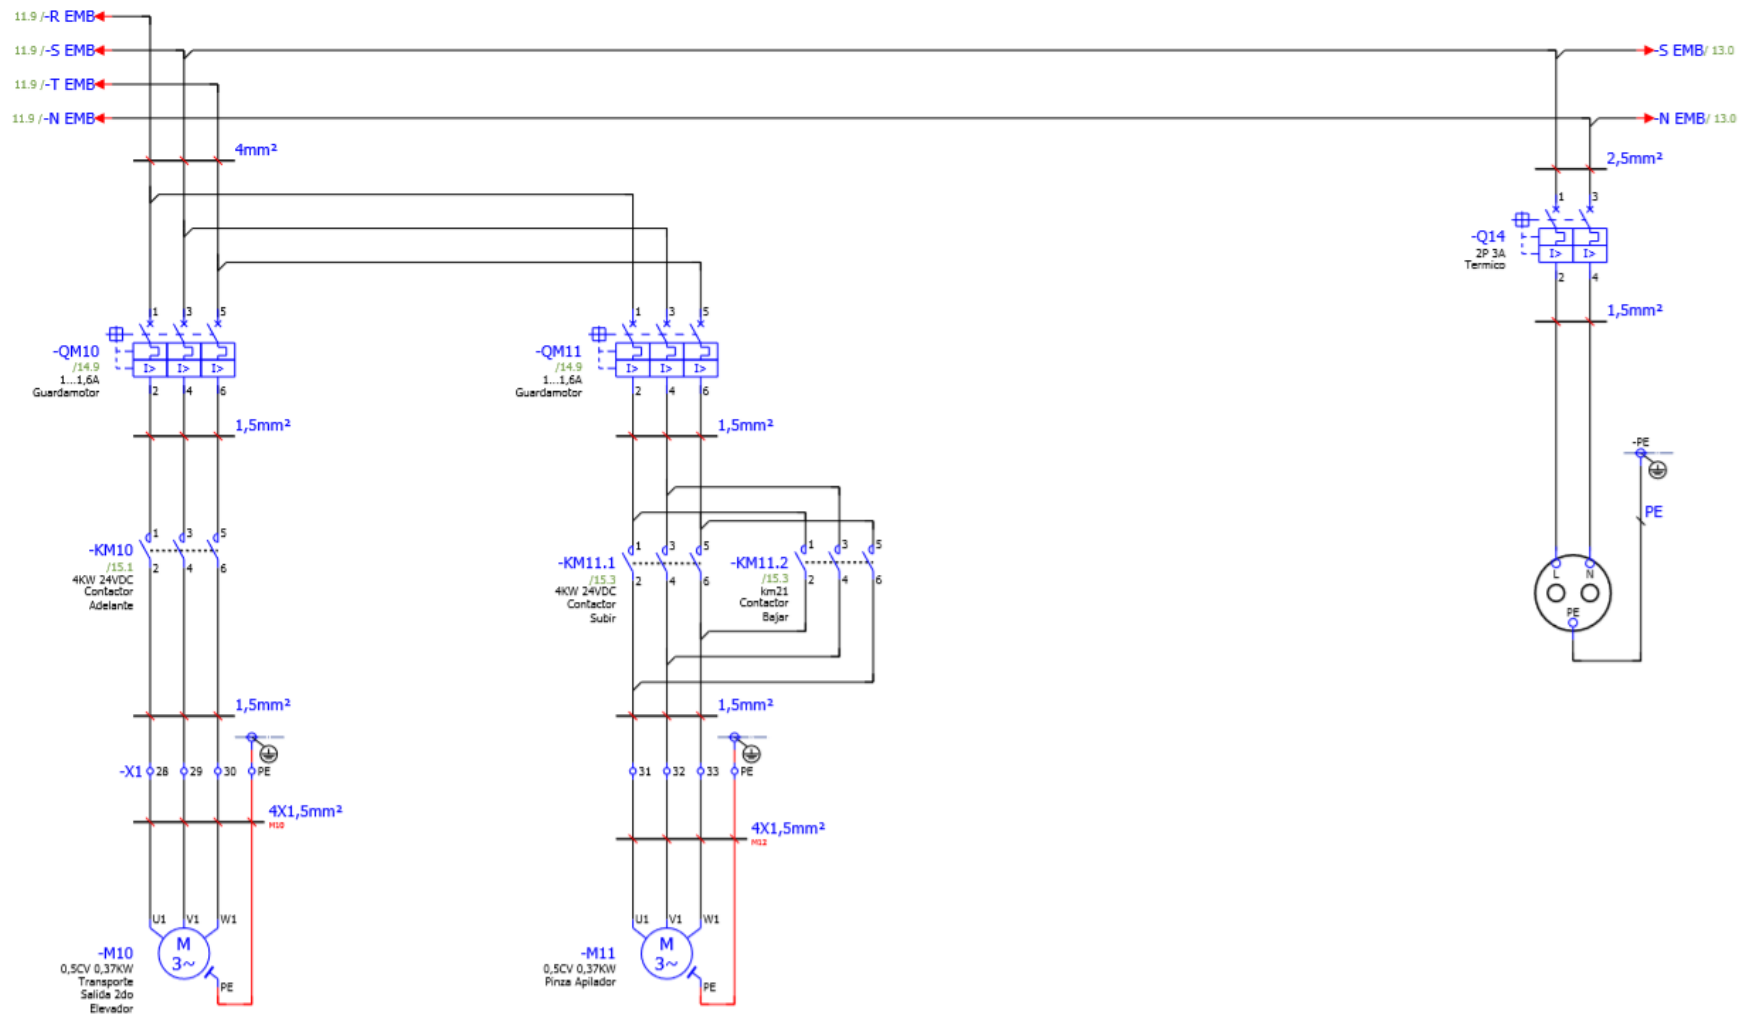 11.9 /-R EMB
11.9 /-S EMB
-S EMB/ 13.0
11.9 /-T EMB
11.9 /-N EMB
-N EMB/ 13.0
4mm²
2,5mm²
1 3
-Q14
2P 3A
Termico
I> I>
2 4
1,5mm²
1 3 5
-QM10
/14.9
1...1,6A
Guardamotor
I> I> I>
2 4 6
1,5mm²
1 3 5
-QM11
/14.9
1...1,6A
Guardamotor
I> I> I>
2 4 6
1,5mm²
-PE
PE
1 3 5
-KM10
/15.1
4KW 24VDC
Contactor
Adelante
2 4 6
1 3 5
-KM11.1
/15.3
4KW 24VDC
Contactor
Subir
2 4 6
1 3 5
-KM11.2
/15.3
km21
Contactor
Bajar
2 4 6
L N
PE
1,5mm²
1,5mm²
-X1 28 29 30 PE
31 32 33 PE
4X1,5mm²
M10
4X1,5mm²
M12
U1 V1 W1
M
3~
PE
-M10
0,5CV 0,37KW
Transporte
Salida 2do
Elevador
U1 V1 W1
M
3~
PE
-M11
0,5CV 0,37KW
Pinza Apilador